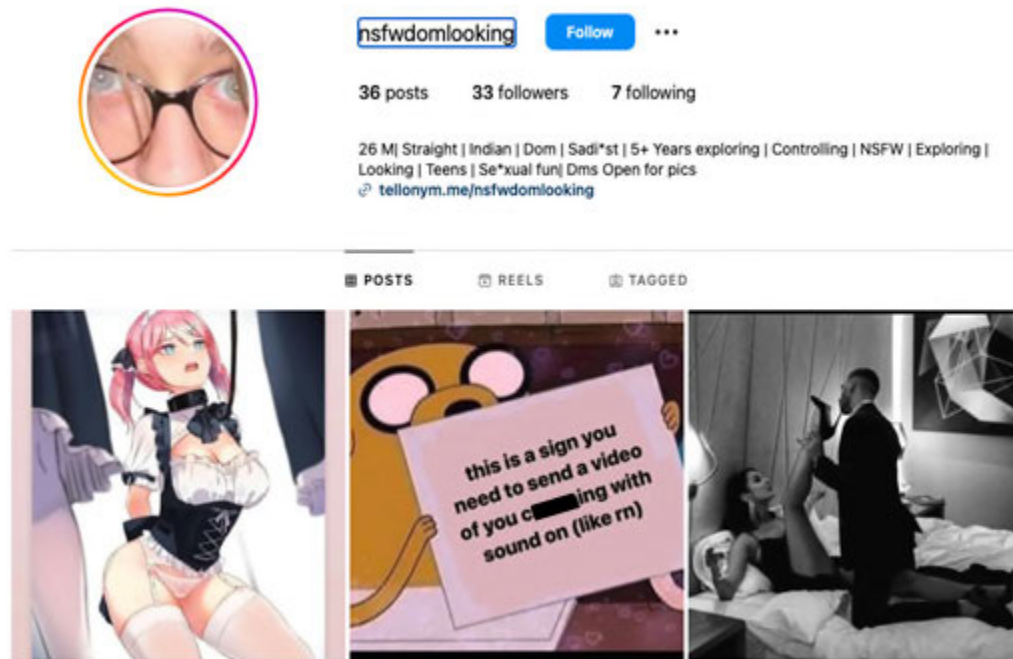 nsfwdomlooking
Follow
36 posts 33 followers 7 following
26 M| Straight | Indian | Dom | Sadi*st | 5+ Years exploring | Controlling | NSFW | Exploring |
Looking | Teens | Se*xual fun| Dms Open for pics
tellonym.me/nsfwdomlooking
POSTS REELS TAGGED
this is a sign you
need to send a video
of you c ing with
sound on (like rn)